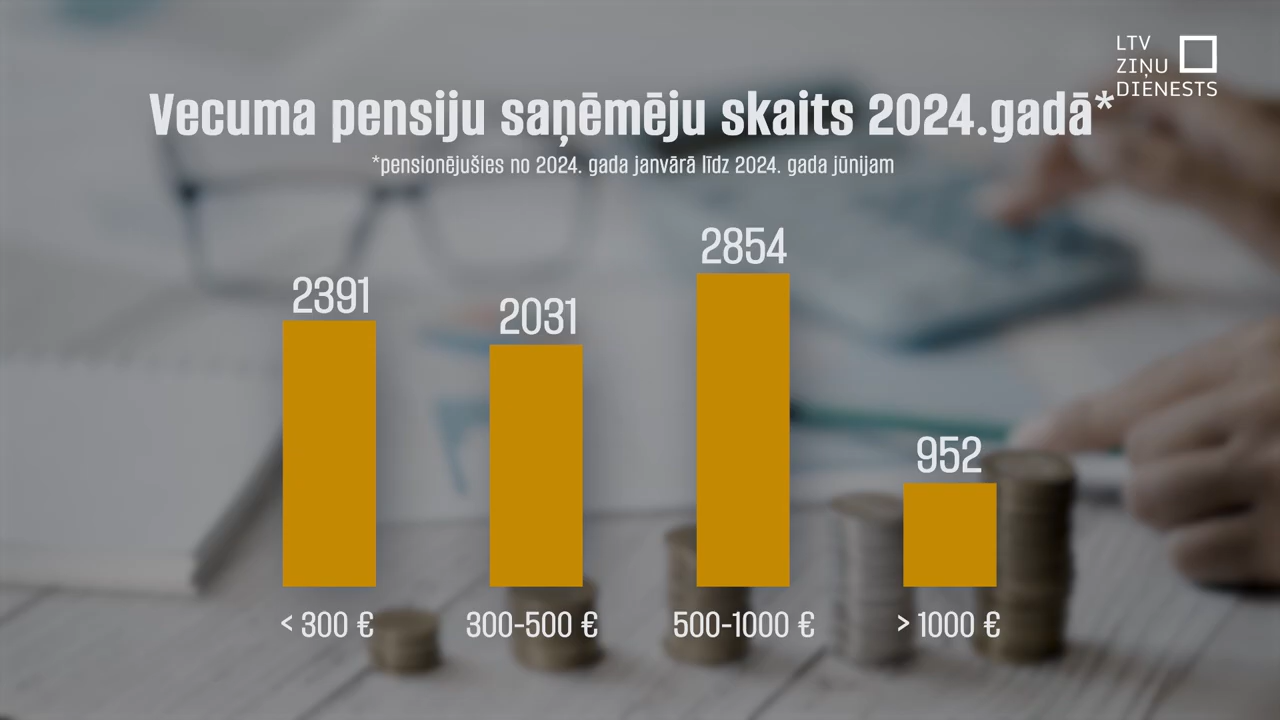 LTV
ZIŅU
DIENESTS
Vecuma pensiju saņēmēju skaits 2024.gadā*
*pensionējušies no 2024. gada janvārā līdz 2024. gada jūnijam
2391
2031
2854
952
< 300 €
300-500 €
500-1000 €
> 1000 €